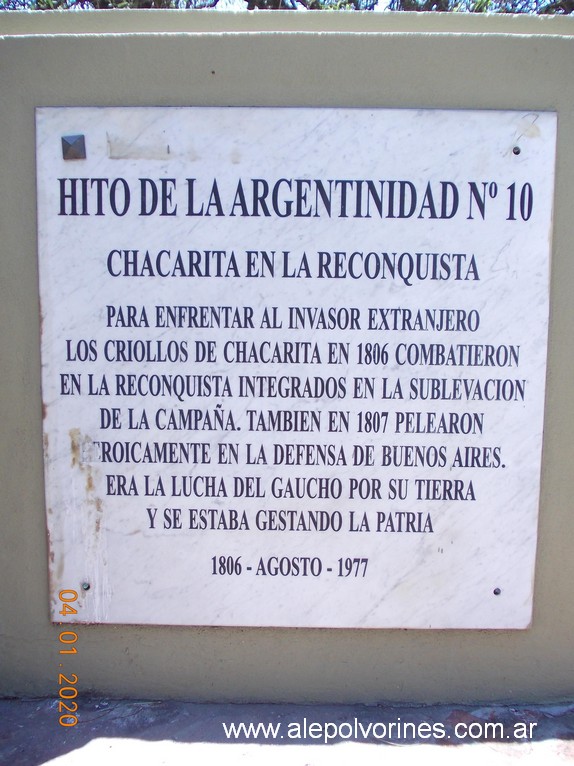 HITO DE LA ARGENTINIDAD Nº 10
CHACARITA EN LA RECONQUISTA
PARA ENFRENTAR AL INVASOR EXTRANJERO
LOS CRIOLLOS DE CHACARITA EN 1806 COMBATIERON
EN LA RECONQUISTA INTEGRADOS EN LA SUBLEVACION
DE LA CAMPAÑA. TAMBIEN EN 1807 PELEARON
EROICAMENTE EN LA DEFENSA DE BUENOS AIRES.
ERA LA LUCHA DEL GAUCHO POR SU TIERRA
Y SE ESTABA GESTANDO LA PATRIA
1806 - AGOSTO - 1977
04.01.2020
www.alepolvorines.com.ar